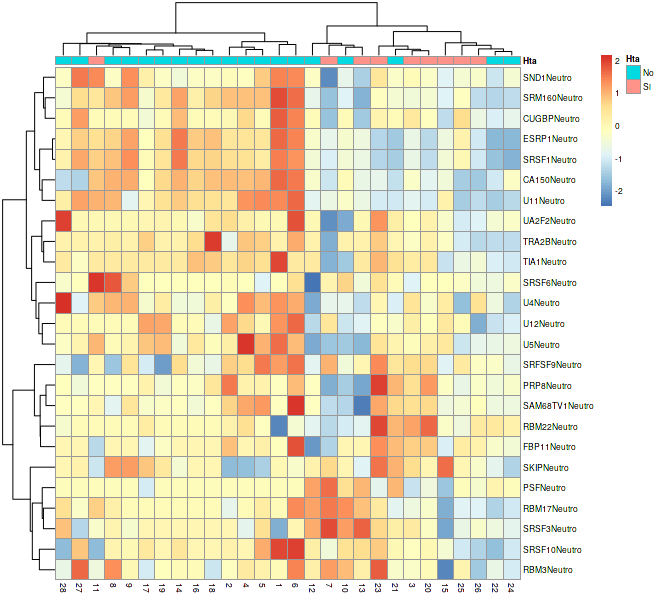 Hta
SND1Neutro
SRM160Neutro
CUGBPNeutro
ESRP1Neutro
SRSF1Neutro
CA150Neutro
U11Neutro
UA2F2Neutro
TRA2BNeutro
TIA1Neutro
SRSF6Neutro
U4Neutro
U12Neutro
U5Neutro
SRFSF9Neutro
PRP8Neutro
SAM68TV1Neutro
RBM22Neutro
FBP11Neutro
SKIPNeutro
PSFNeutro
RBM17Neutro
SRSF3Neutro
SRSF10Neutro
RBM3Neutro
28 27 11 8 9 17 19 14 16 18 2 4 5 1 6 12 7 10 13 23 21 3 20 15 25 26 22 24
2
1
0
-1
-2
Hta
No
SI